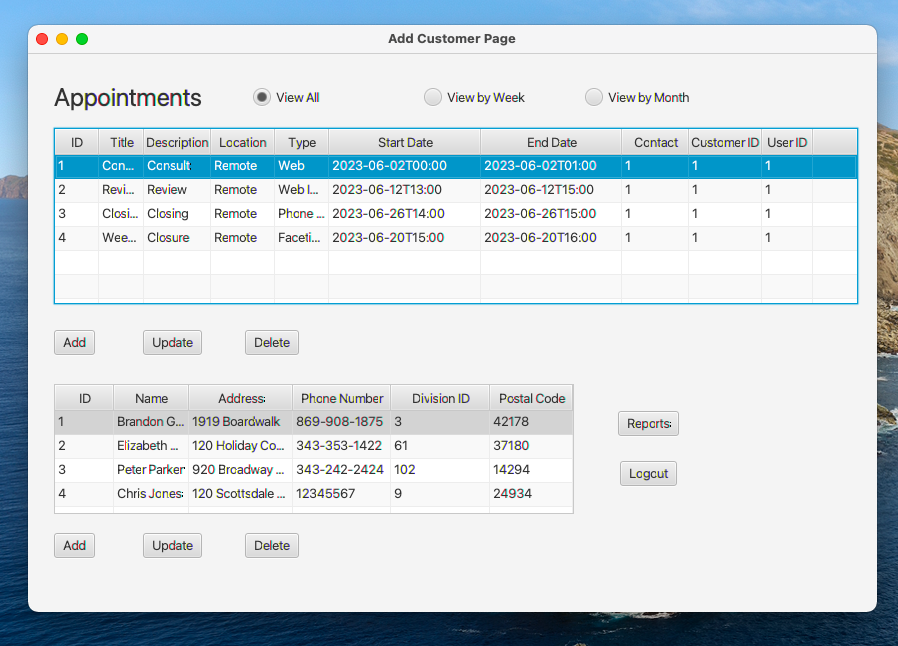 Add Customer Page
Appointments View All View by Week View by Month
ID Title Description Location Type Start Date End Date Contact Customer ID User ID
1 Con... Consult Remote Web 2023-06-02T00:00 2023-06-02T01:00 1 1 1
2 Revi... Review Remote Web I... 2023-06-12T13:00 2023-06-12T15:00 1 1 1
3 Closi... Closing Remote Phone ... 2023-06-26T14:00 2023-06-26T15:00 1 1 1
4 Wee... Closure Remote Faceti... 2023-06-20T15:00 2023-06-20T16:00 1 1 1
Add Update Delete
ID Name Address Phone Number Division ID Postal Code
1 Brandon G... 1919 Boardwalk 869-908-1875 3 42178
2 Elizabeth ... 120 Holiday Co... 343-353-1422 61 37180
3 Peter Parker 920 Broadway ... 343-242-2424 102 14294
4 Chris Jones 120 Scottsdale ... 12345567 9 24934
Reports
Logout
Add Update Delete